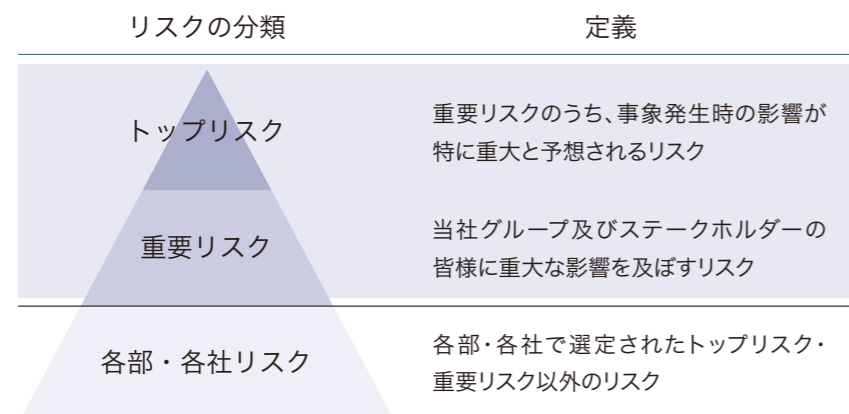 リスクの分類
定義
トップリスク
重要リスクのうち、事象発生時の影響が
特に重大と予想されるリスク
重要リスク
当社グループ及びステークホルダーの
皆様に重大な影響を及ぼすリスク
各部・各社リスク
各部・各社で選定されたトップリスク・
重要リスク以外のリスク